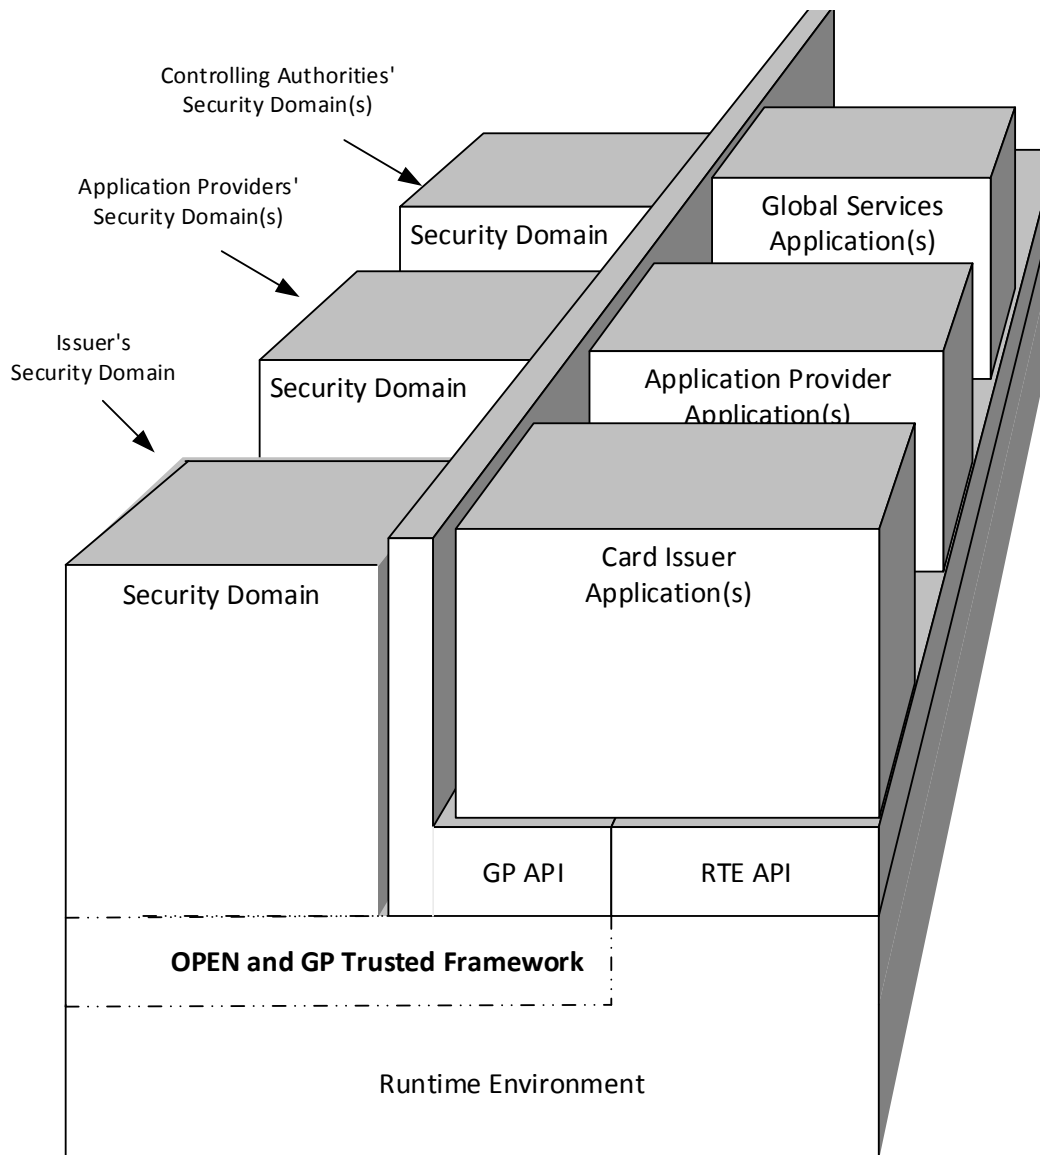 Controlling Authorities'
Security Domain(s)
Application Providers'
Security Domain(s)
Issuer's
Security Domain
Security Domain
Security Domain
Security Domain
Global Services
Application(s)
Application Provider
Application(s)
Card Issuer
Application(s)
GP API
RTE API
OPEN and GP Trusted Framework
Runtime Environment